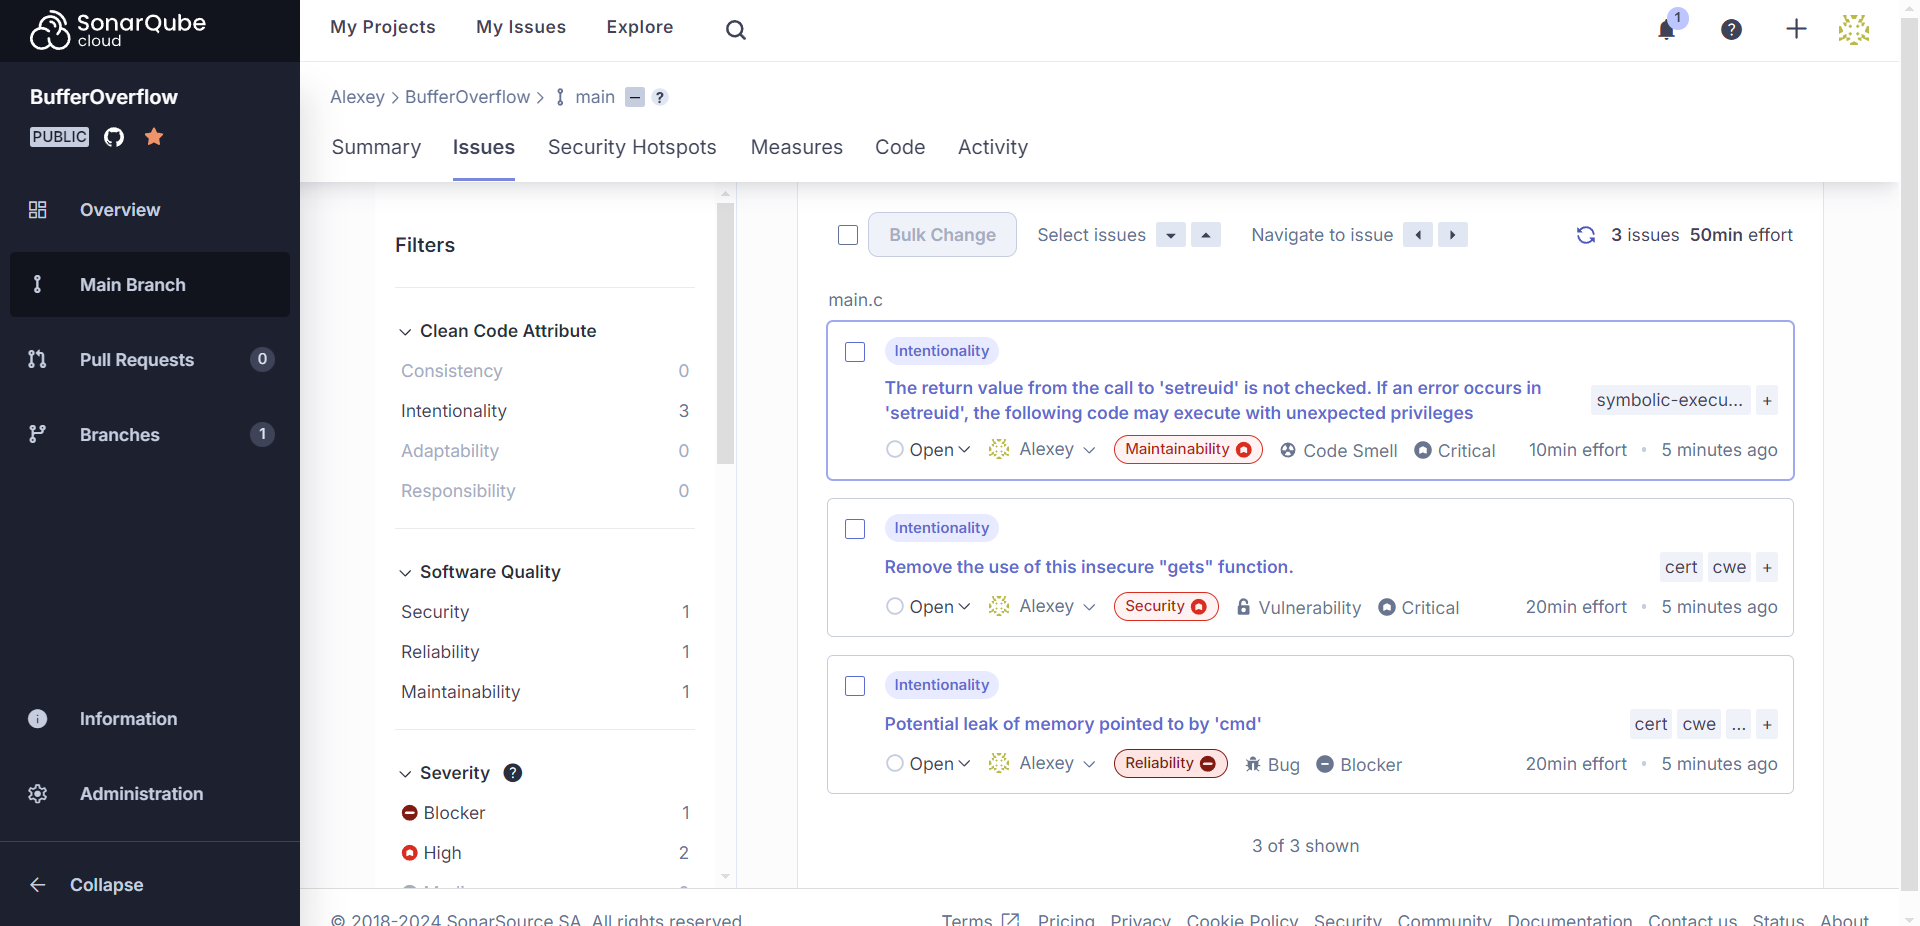 SonarQube
cloud
My Projects
My Issues
Explore
1
?
BufferOverflow
PUBLIC
Overview
Main Branch
Pull Requests
0
Branches
1
Information
Administration
Collapse
Alexey
BufferOverflow
main
?
Summary
Issues
Security Hotspots
Measures
Code
Activity
Filters
Clean Code Attribute
Consistency 0
Intentionality 3
Adaptability 0
Responsibility 0
Software Quality
Security 1
Reliability 1
Maintainability 1
Severity ?
Blocker 1
High 2
Bulk Change
Select issues
Navigate to issue
3 issues 50min effort
main.c
Intentionality
The return value from the call to 'setreuid' is not checked. If an error occurs in
'setreuid', the following code may execute with unexpected privileges
symbolic-execu... +
Open Alexey Maintainability Code Smell Critical 10min effort • 5 minutes ago
Intentionality
Remove the use of this insecure "gets" function.
cert cwe +
Open Alexey Security Vulnerability Critical 20min effort • 5 minutes ago
Intentionality
Potential leak of memory pointed to by 'cmd'
cert cwe ... +
Open Alexey Reliability Bug Blocker 20min effort • 5 minutes ago
3 of 3 shown
© 2018-2024 SonarSource SA. All rights reserved.
Terms Pricing Privacy Cookie Policy Security Community Documentation Contact us Status About